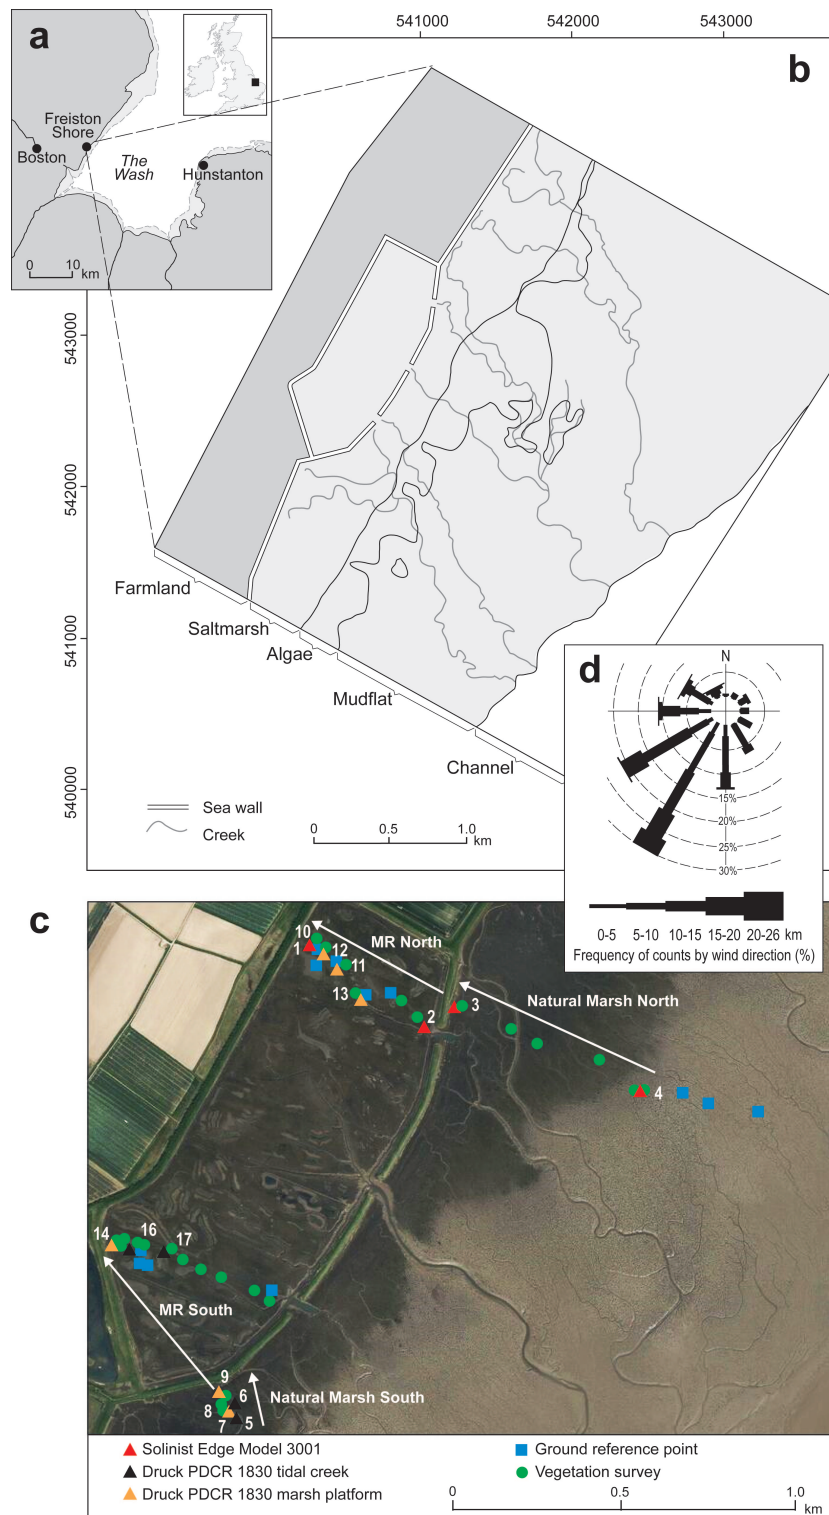 541000
542000
543000
a
b
Freiston
Shore
Boston
The
Wash
Hunstanton
0
10
km
543000
542000
541000
540000
Farmland
Saltmarsh
Algae
Mudflat
Channel
Sea wall
Creek
0
0.5
1.0
km
d
N
15%
20%
25%
30%
0-5
5-10
10-15
15-20
20-26
km
Frequency of counts by wind direction (%)
c
10
1
12
11
MR North
13
2
3
Natural Marsh North
4
14
16
17
MR South
9
6
8
7
5
Natural Marsh South
Solinist Edge Model 3001
Druck PDCR 1830 tidal creek
Druck PDCR 1830 marsh platform
Ground reference point
Vegetation survey
0
0.5
1.0
km